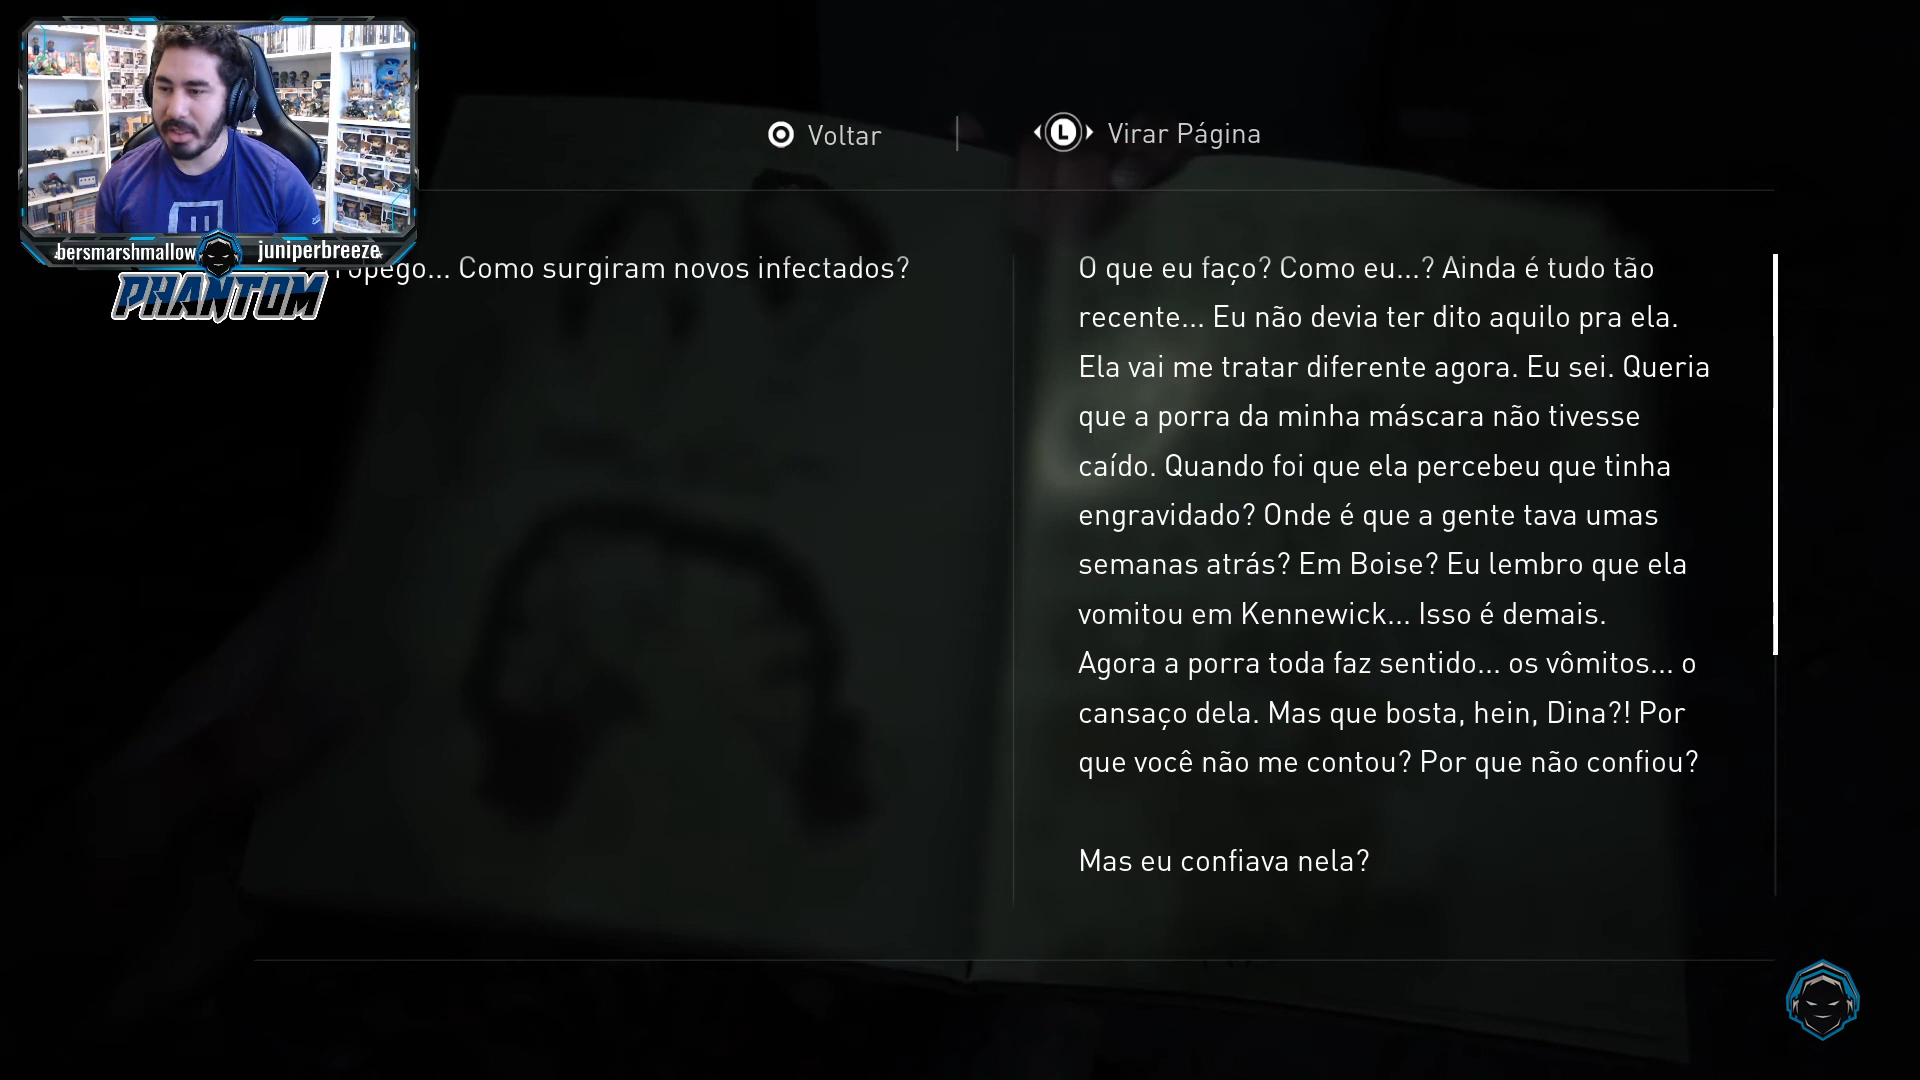 Voltar
L Virar Página
bersmarshmallow juniperbreeze
PHANTOM
Como surgiram novos infectados?
O que eu faço? Como eu...? Ainda é tudo tão
recente... Eu não devia ter dito aquilo pra ela.
Ela vai me tratar diferente agora. Eu sei. Queria
que a porra da minha máscara não tivesse
caído. Quando foi que ela percebeu que tinha
engravidado? Onde é que a gente tava umas
semanas atrás? Em Boise? Eu lembro que ela
vomitou em Kennewick... Isso é demais.
Agora a porra toda faz sentido... os vômitos... o
cansaço dela. Mas que bosta, hein, Dina?! Por
que você não me contou? Por que não confiou?
Mas eu confiava nela?